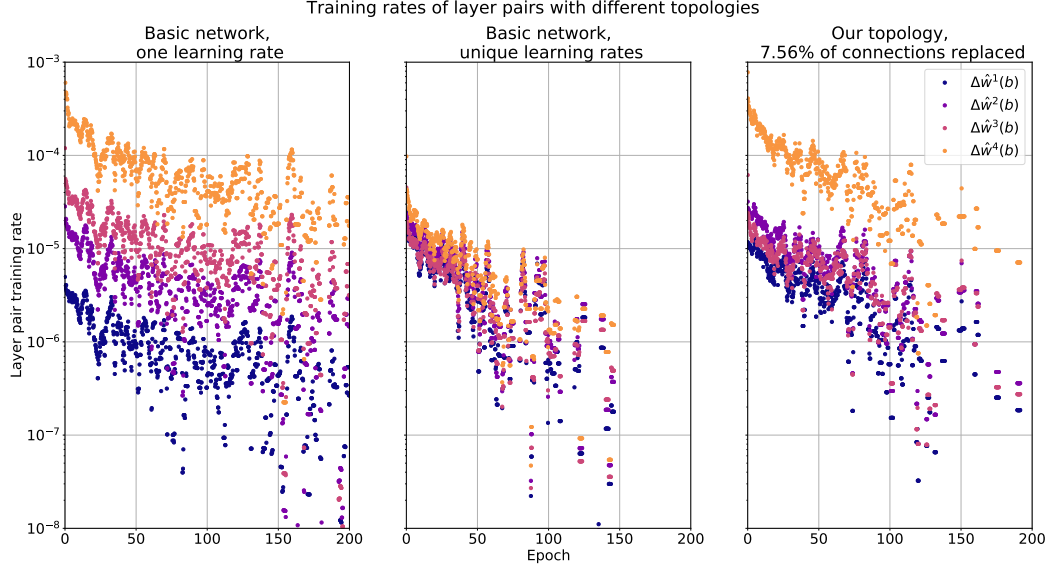 Training rates of layer pairs with different topologies
Basic network,
one learning rate
Basic network,
unique learning rates
Our topology,
7.56% of connections replaced
Layer pair training rate
10⁻³
10⁻⁴
10⁻⁵
10⁻⁶
10⁻⁷
10⁻⁸
Δŵ¹(b)
Δŵ²(b)
Δŵ³(b)
Δŵ⁴(b)
0 50 100 150 200
0 50 100 150 200
0 50 100 150 200
Epoch